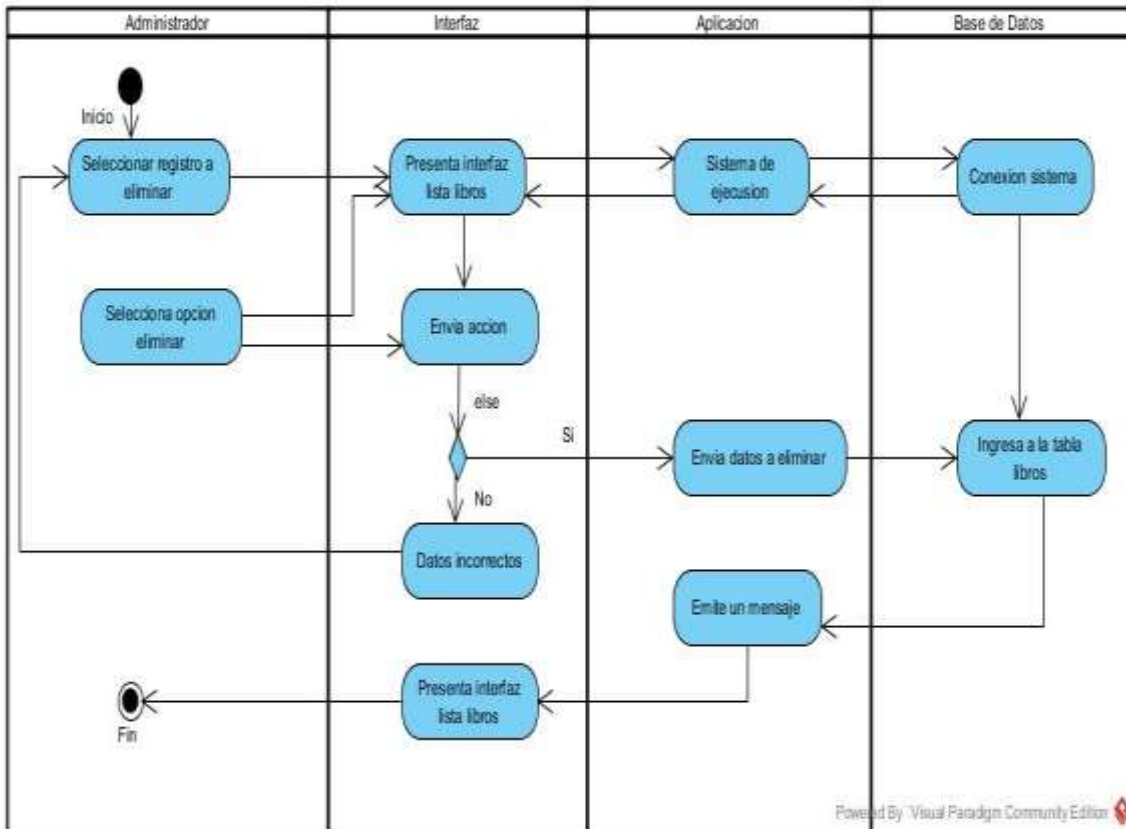 Administrador
Interfaz
Aplicacion
Base de Datos
Inicio
Seleccionar registro a
eliminar
Presenta interfaz
lista libros
Sistema de
ejecusion
Conexion sistema
Selecciona opcion
eliminar
Envia accion
else
Si
Envia datos a eliminar
Ingresa a la tabla
libros
No
Datos incorrectos
Emite un mensaje
Presenta interfaz
lista libros
Fin
Powered By Visual Paradigm Community Edition